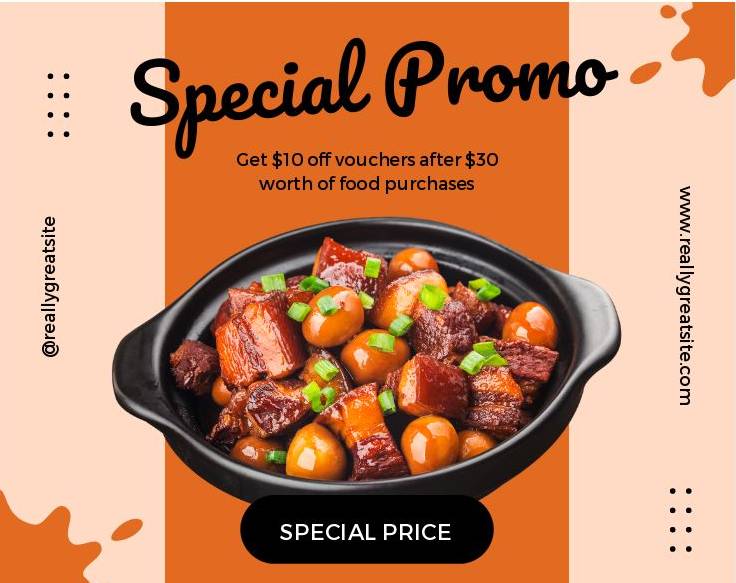 Special Promo
Get $10 off vouchers after $30
worth of food purchases
@reallygreatsite
www.reallygreatsite.com
SPECIAL PRICE